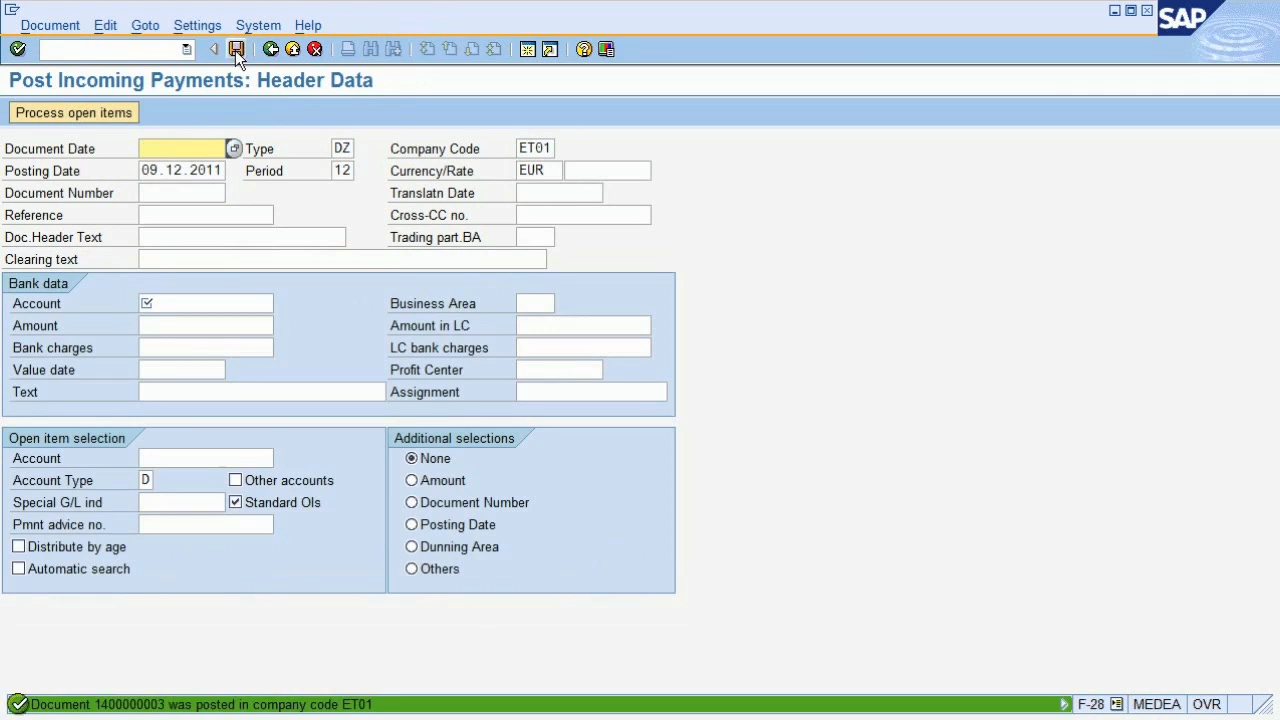 Document Edit Goto Settings System Help
SAP
Post Incoming Payments: Header Data
Process open items
Document Date Type DZ Company Code ET01
Posting Date 09.12.2011 Period 12 Currency/Rate EUR
Document Number Translatn Date
Reference Cross-CC no.
Doc.Header Text Trading part.BA
Clearing text
Bank data
Account Business Area
Amount Amount in LC
Bank charges LC bank charges
Value date Profit Center
Text Assignment
Open item selection Additional selections
Account None
Account Type D Other accounts Amount
Special G/L ind Standard OIs Document Number
Pmnt advice no. Posting Date
Distribute by age Dunning Area
Automatic search Others
Document 1400000003 was posted in company code ET01 F-28 MEDEA OVR